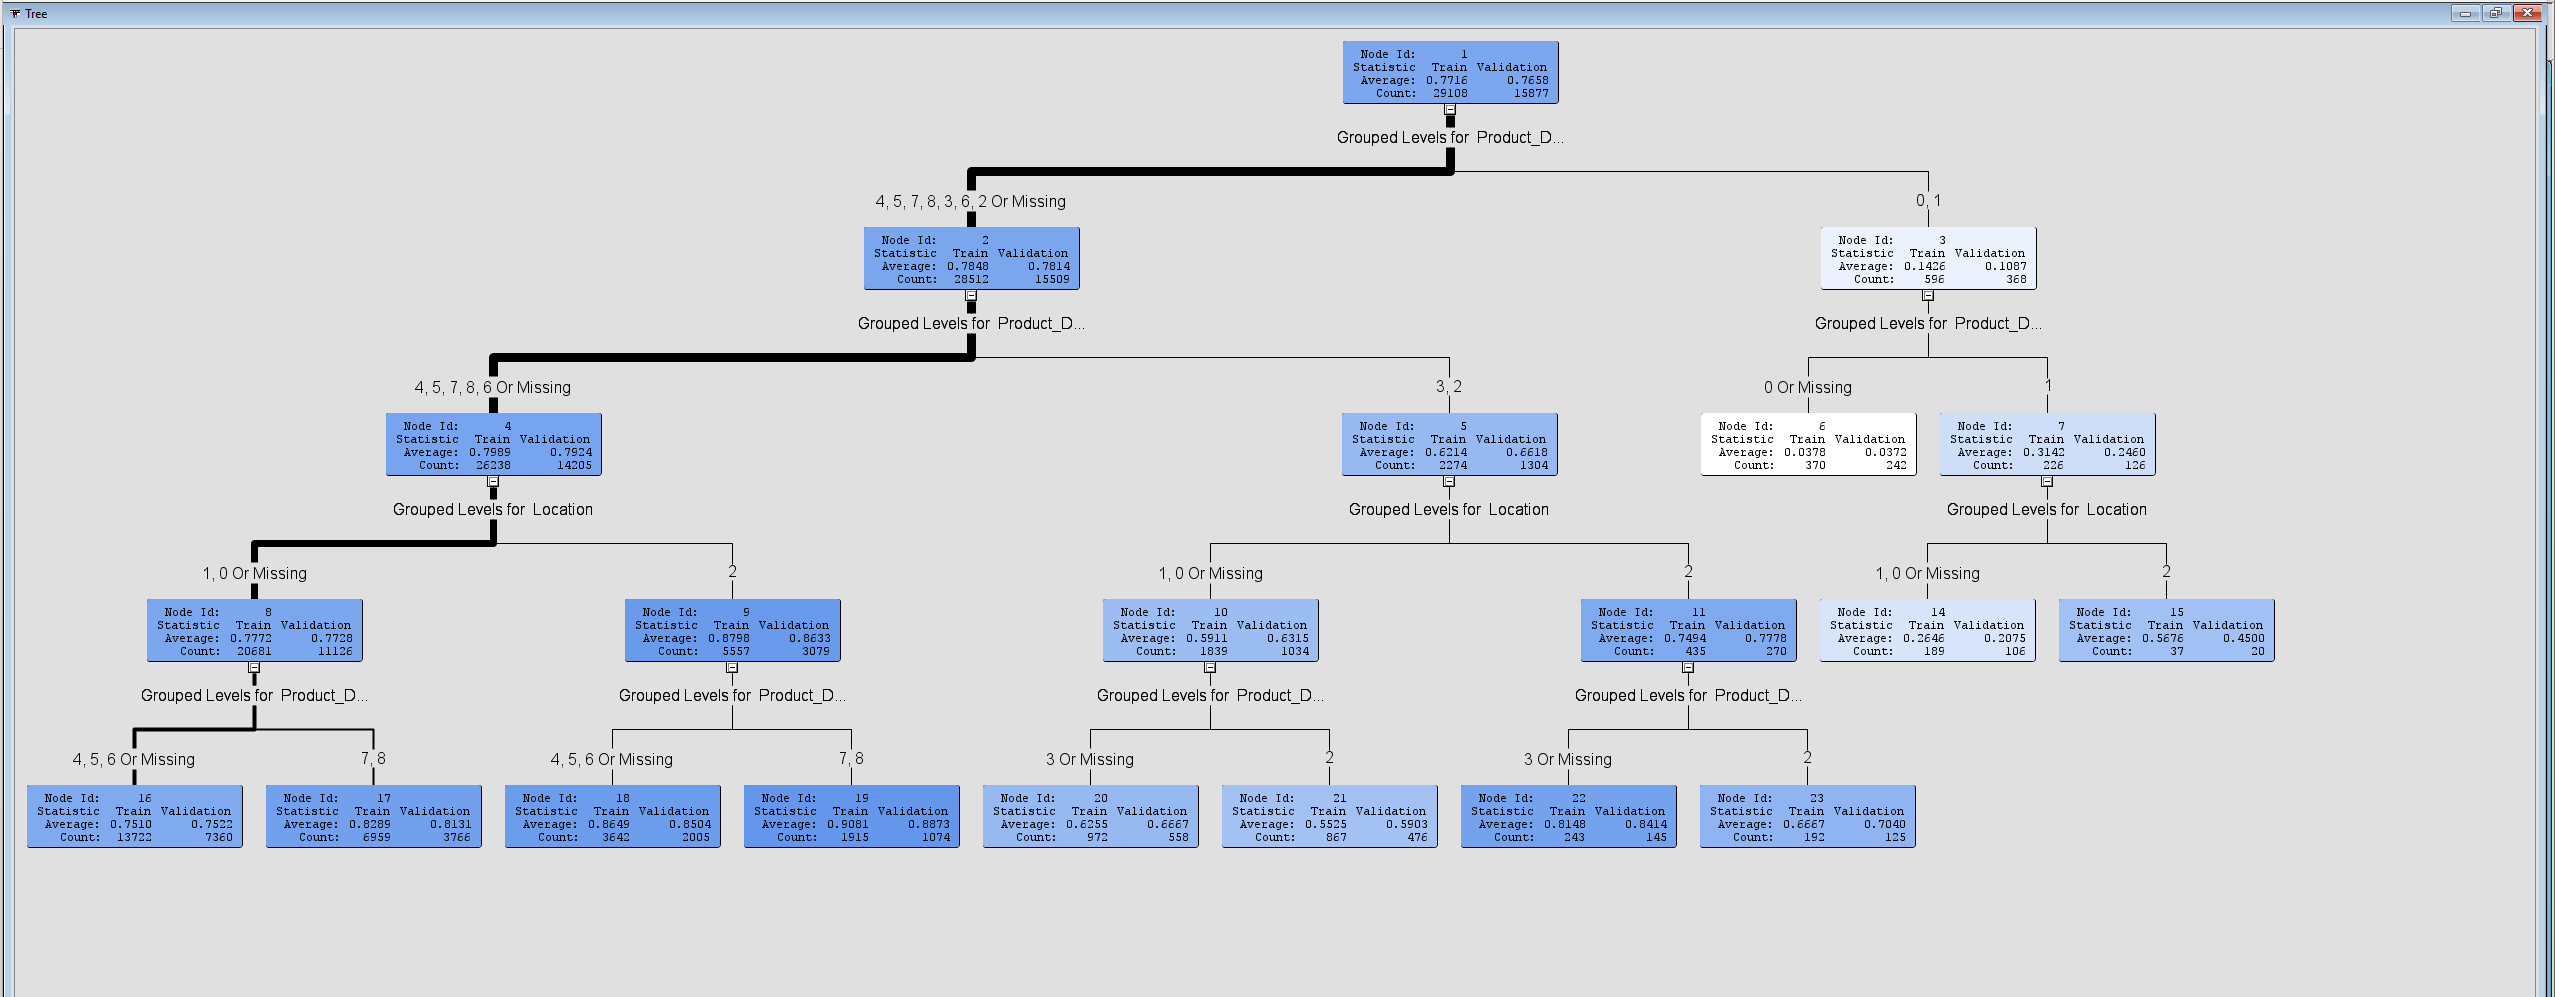 Tree
Node Id: 1
Statistic Train Validation
Average: 0.7716 0.7658
Count: 29108 15877
Grouped Levels for Product_D...
4, 5, 7, 8, 3, 6, 2 Or Missing
0, 1
Node Id: 2
Statistic Train Validation
Average: 0.7848 0.7814
Count: 28512 15509
Node Id: 3
Statistic Train Validation
Average: 0.1426 0.1087
Count: 596 368
Grouped Levels for Product_D...
Grouped Levels for Product_D...
4, 5, 7, 8, 6 Or Missing
3, 2
0 Or Missing
1
Node Id: 4
Statistic Train Validation
Average: 0.7989 0.7924
Count: 26238 14205
Node Id: 5
Statistic Train Validation
Average: 0.6214 0.6618
Count: 2274 1304
Node Id: 6
Statistic Train Validation
Average: 0.0378 0.0372
Count: 370 242
Node Id: 7
Statistic Train Validation
Average: 0.3142 0.2460
Count: 226 126
Grouped Levels for Location
Grouped Levels for Location
Grouped Levels for Location
1, 0 Or Missing
2
1, 0 Or Missing
2
1, 0 Or Missing
2
Node Id: 8
Statistic Train Validation
Average: 0.7772 0.7728
Count: 20681 11126
Node Id: 9
Statistic Train Validation
Average: 0.8798 0.8633
Count: 5557 3079
Node Id: 10
Statistic Train Validation
Average: 0.5911 0.6315
Count: 1839 1034
Node Id: 11
Statistic Train Validation
Average: 0.7494 0.7778
Count: 435 270
Node Id: 14
Statistic Train Validation
Average: 0.2646 0.2075
Count: 189 106
Node Id: 15
Statistic Train Validation
Average: 0.5676 0.4500
Count: 37 20
Grouped Levels for Product_D...
Grouped Levels for Product_D...
Grouped Levels for Product_D...
Grouped Levels for Product_D...
4, 5, 6 Or Missing
7, 8
4, 5, 6 Or Missing
7, 8
3 Or Missing
2
3 Or Missing
2
Node Id: 16
Statistic Train Validation
Average: 0.7510 0.7522
Count: 13722 7360
Node Id: 17
Statistic Train Validation
Average: 0.8289 0.8131
Count: 6959 3766
Node Id: 18
Statistic Train Validation
Average: 0.8649 0.8504
Count: 3642 2005
Node Id: 19
Statistic Train Validation
Average: 0.9081 0.8873
Count: 1915 1074
Node Id: 20
Statistic Train Validation
Average: 0.6255 0.6667
Count: 972 558
Node Id: 21
Statistic Train Validation
Average: 0.5525 0.5903
Count: 867 476
Node Id: 22
Statistic Train Validation
Average: 0.8148 0.8414
Count: 243 145
Node Id: 23
Statistic Train Validation
Average: 0.6667 0.7040
Count: 192 125